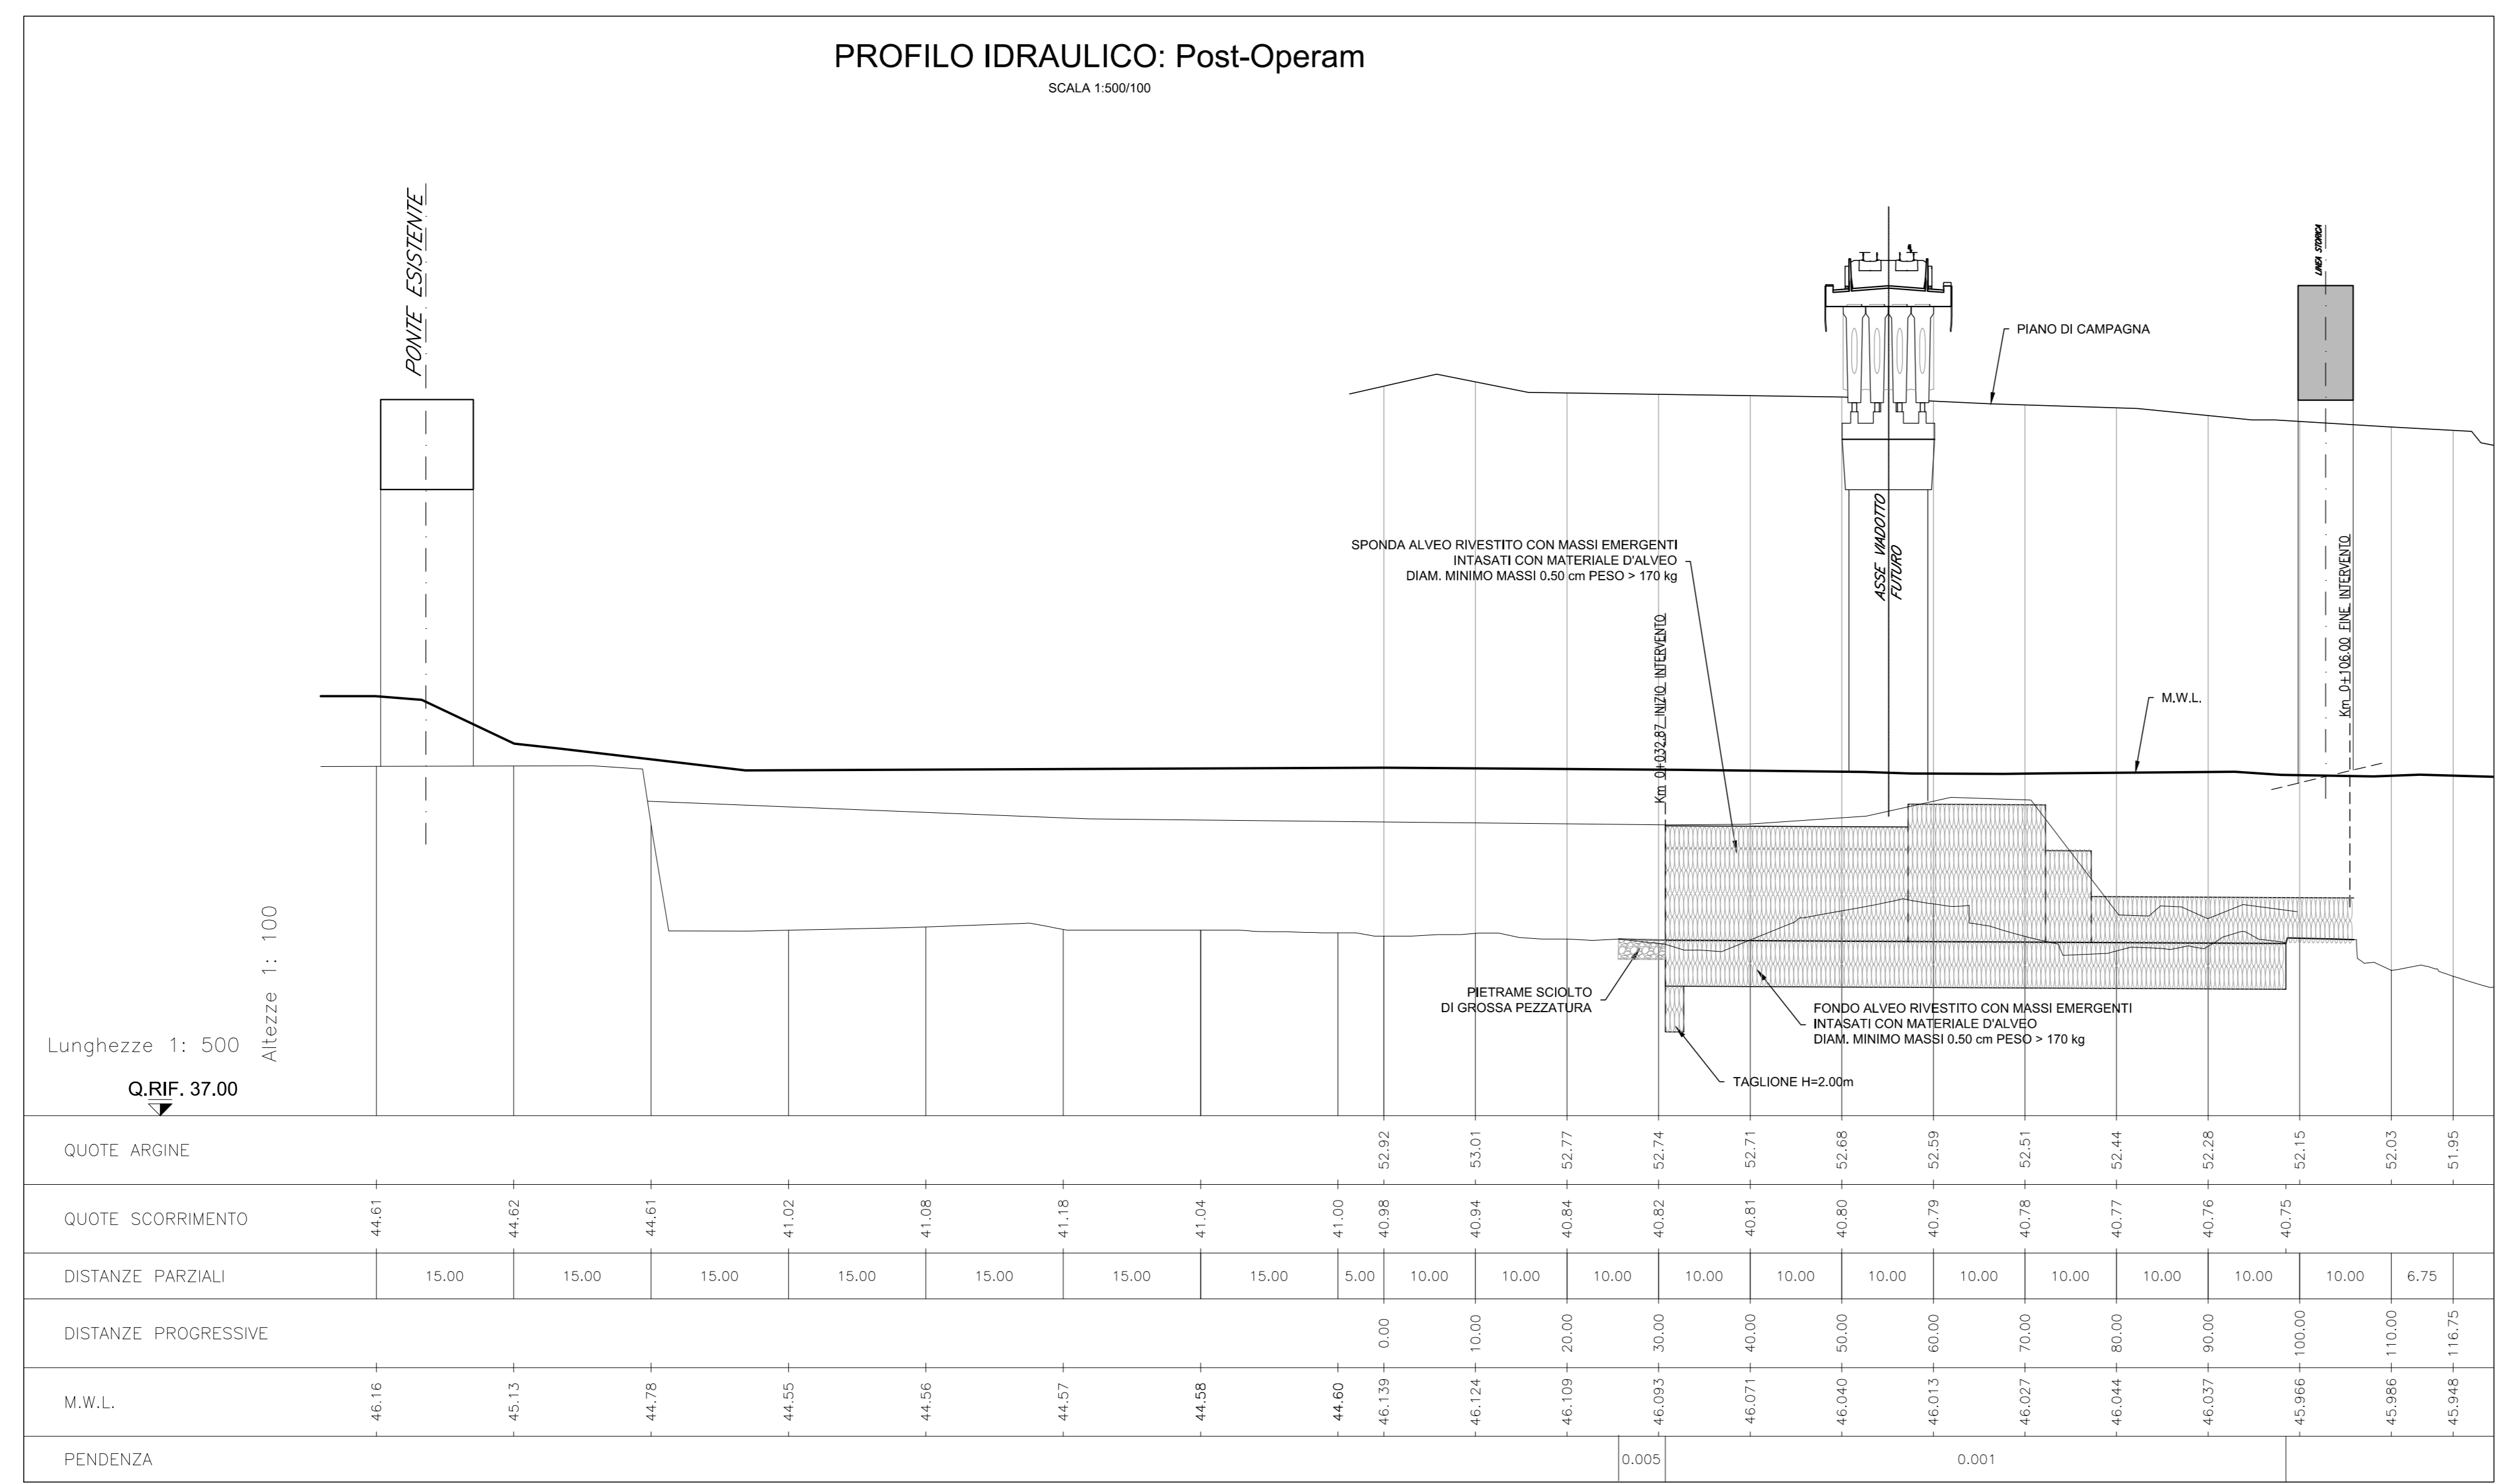 PROFILO IDRAULICO: Post-Operam
SCALA 1:500/100
PONTE ESISTENTE
LINEA STORICA
PIANO DI CAMPAGNA
ASSE VIADOTTO
FUTURO
SPONDA ALVEO RIVESTITO CON MASSI EMERGENTI
INTASATI CON MATERIALE D'ALVEO
DIAM. MINIMO MASSI 0.50 cm PESO > 170 kg
Km 0+032.87 INIZIO INTERVENTO
Km 0+106.00 FINE INTERVENTO
M.W.L.
PIETRAME SCIOLTO
DI GROSSA PEZZATURA
FONDO ALVEO RIVESTITO CON MASSI EMERGENTI
INTASATI CON MATERIALE D'ALVEO
DIAM. MINIMO MASSI 0.50 cm PESO > 170 kg
TAGLIONE H=2.00m
Lunghezze 1: 500
Altezze 1: 100
Q.RIF. 37.00
QUOTE ARGINE 52.92 53.01 52.77 52.74 52.71 52.68 52.59 52.51 52.44 52.28 52.15 52.03 51.95
QUOTE SCORRIMENTO 44.61 44.62 44.61 41.02 41.08 41.18 41.04 41.00 40.98 40.94 40.84 40.82 40.81 40.80 40.79 40.78 40.77 40.76 40.75
DISTANZE PARZIALI 15.00 15.00 15.00 15.00 15.00 15.00 15.00 5.00 10.00 10.00 10.00 10.00 10.00 10.00 10.00 10.00 10.00 10.00 10.00 6.75
DISTANZE PROGRESSIVE 0.00 10.00 20.00 30.00 40.00 50.00 60.00 70.00 80.00 90.00 100.00 110.00 116.75
M.W.L. 46.16 45.13 44.78 44.55 44.56 44.57 44.58 44.60 46.139 46.124 46.109 46.093 46.071 46.040 46.013 46.027 46.044 46.037 45.966 45.986 45.948
PENDENZA 0.005 0.001